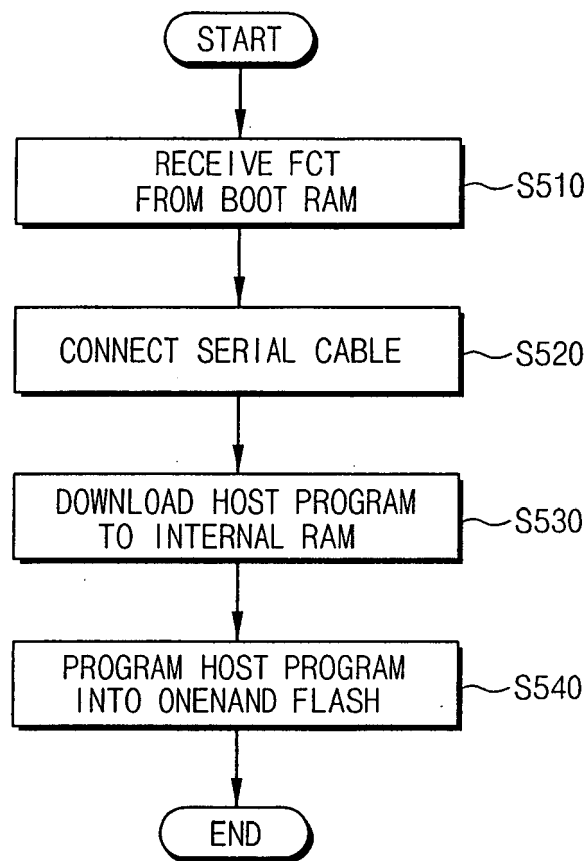 START
RECEIVE FCT
FROM BOOT RAM
S510
CONNECT SERIAL CABLE
S520
DOWNLOAD HOST PROGRAM
TO INTERNAL RAM
S530
PROGRAM HOST PROGRAM
INTO ONENAND FLASH
S540
END